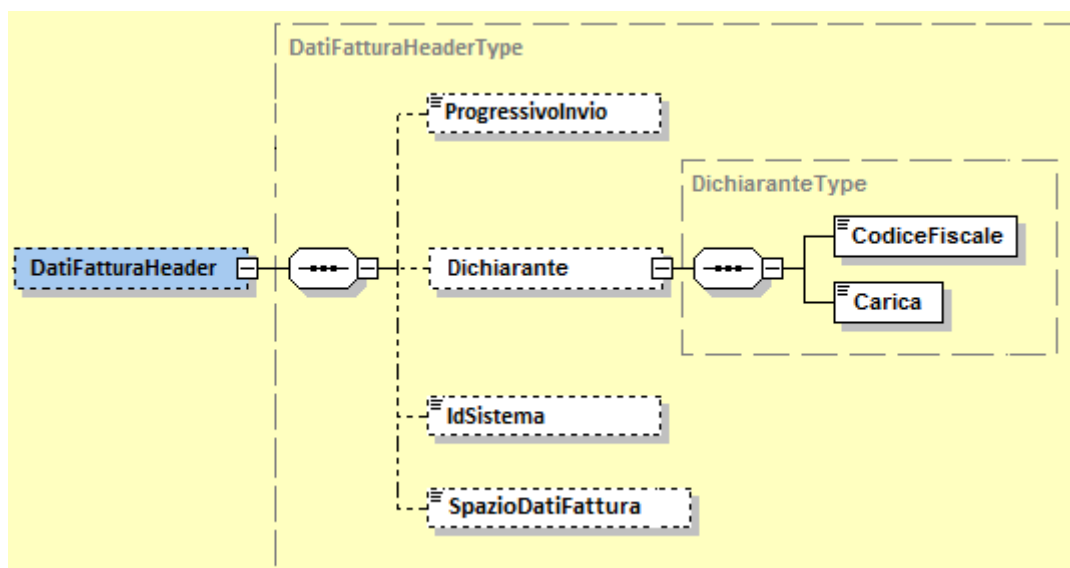 DatiFatturaHeaderType
ProgressivoInvio
DichiaranteType
CodiceFiscale
DatiFatturaHeader
Dichiarante
Carica
IdSistema
SpazioDatiFattura